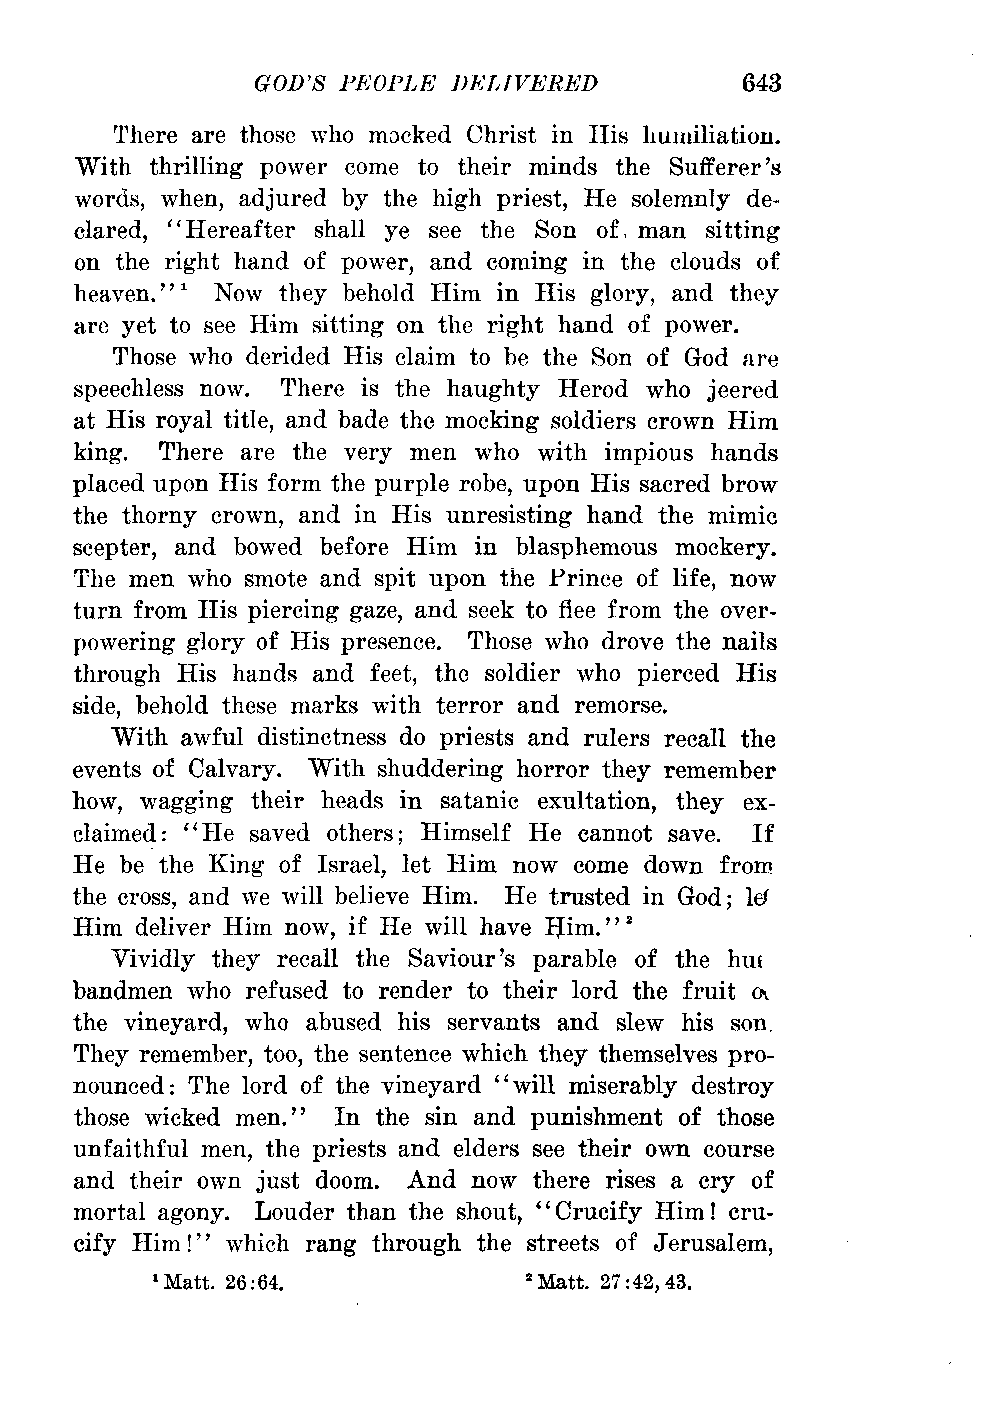 GOD'S PEOPLE DELIVERED 643
There are those who mocked Christ in His humiliation.
With thrilling power come to their minds the Sufferer's
words, when, adjured by the high priest, He solemnly de-
clared, "Hereafter shall ye see the Son of man sitting
on the right hand of power, and coming in the clouds of
heaven."¹ Now they behold Him in His glory, and they
are yet to see Him sitting on the right hand of power.
Those who derided His claim to be the Son of God are
speechless now. There is the haughty Herod who jeered
at His royal title, and bade the mocking soldiers crown Him
king. There are the very men who with impious hands
placed upon His form the purple robe, upon His sacred brow
the thorny crown, and in His unresisting hand the mimic
scepter, and bowed before Him in blasphemous mockery.
The men who smote and spit upon the Prince of life, now
turn from His piercing gaze, and seek to flee from the over-
powering glory of His presence. Those who drove the nails
through His hands and feet, the soldier who pierced His
side, behold these marks with terror and remorse.
With awful distinctness do priests and rulers recall the
events of Calvary. With shuddering horror they remember
how, wagging their heads in satanic exultation, they ex-
claimed: "He saved others; Himself He cannot save. If
He be the King of Israel, let Him now come down from
the cross, and we will believe Him. He trusted in God; let
Him deliver Him now, if He will have Him."²
Vividly they recall the Saviour's parable of the hus
bandmen who refused to render to their lord the fruit of
the vineyard, who abused his servants and slew his son.
They remember, too, the sentence which they themselves pro-
nounced: The lord of the vineyard "will miserably destroy
those wicked men." In the sin and punishment of those
unfaithful men, the priests and elders see their own course
and their own just doom. And now there rises a cry of
mortal agony. Louder than the shout, "Crucify Him! cru-
cify Him!" which rang through the streets of Jerusalem,
¹ Matt. 26:64. ² Matt. 27:42, 43.